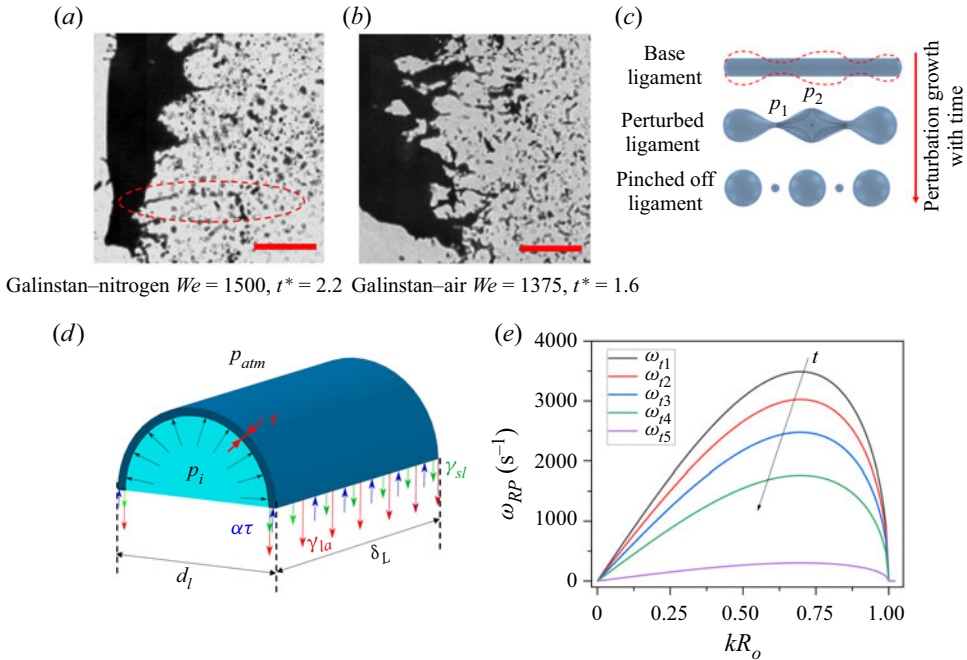 (a)
(b)
Galinstan–nitrogen We = 1500, t* = 2.2
Galinstan–air We = 1375, t* = 1.6
(c)
Base
ligament
p1
p2
Perturbed
ligament
Pinched off
ligament
Perturbation growth
with time
(d)
patm
τ
pi
γsl
ατ
γla
δL
dl
(e)
4000
3000
2000
1000
0
ωRP (s−1)
ωt1
ωt2
ωt3
ωt4
ωt5
t
0
0.25
0.50
0.75
1.00
kRo